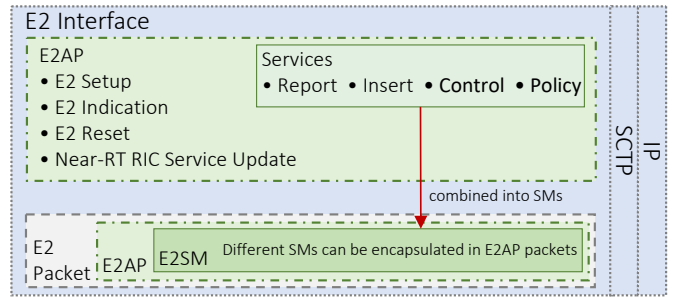 E2 Interface
E2AP
• E2 Setup
• E2 Indication
• E2 Reset
• Near-RT RIC Service Update
Services
• Report • Insert • Control • Policy
combined into SMs
E2
Packet
E2AP
E2SM
Different SMs can be encapsulated in E2AP packets
SCTP
IP